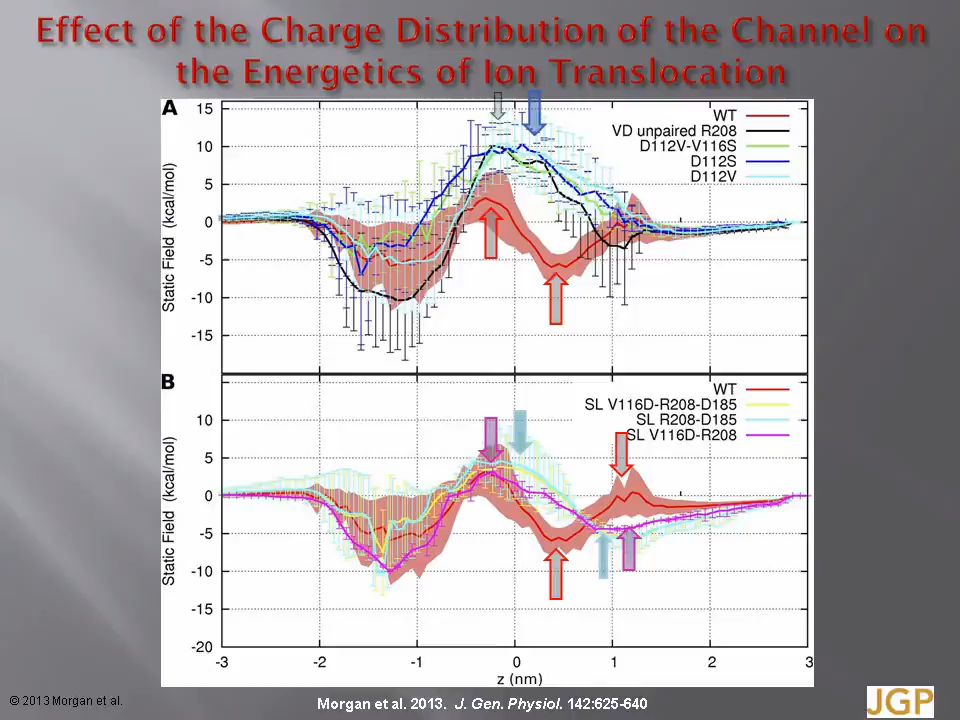 Effect of the Charge Distribution of the Channel on
the Energetics of Ion Translocation
A
15
10
5
0
-5
-10
-15
Static Field (kcal/mol)
WT
VD unpaired R208
D112V-V116S
D112S
D112V
B
10
5
0
-5
-10
-15
-20
Static Field (kcal/mol)
WT
SL V116D-R208-D185
SL R208-D185
SL V116D-R208
-3 -2 -1 0 1 2 3
z (nm)
© 2013 Morgan et al.
Morgan et al. 2013. J. Gen. Physiol. 142:625-640
JGP